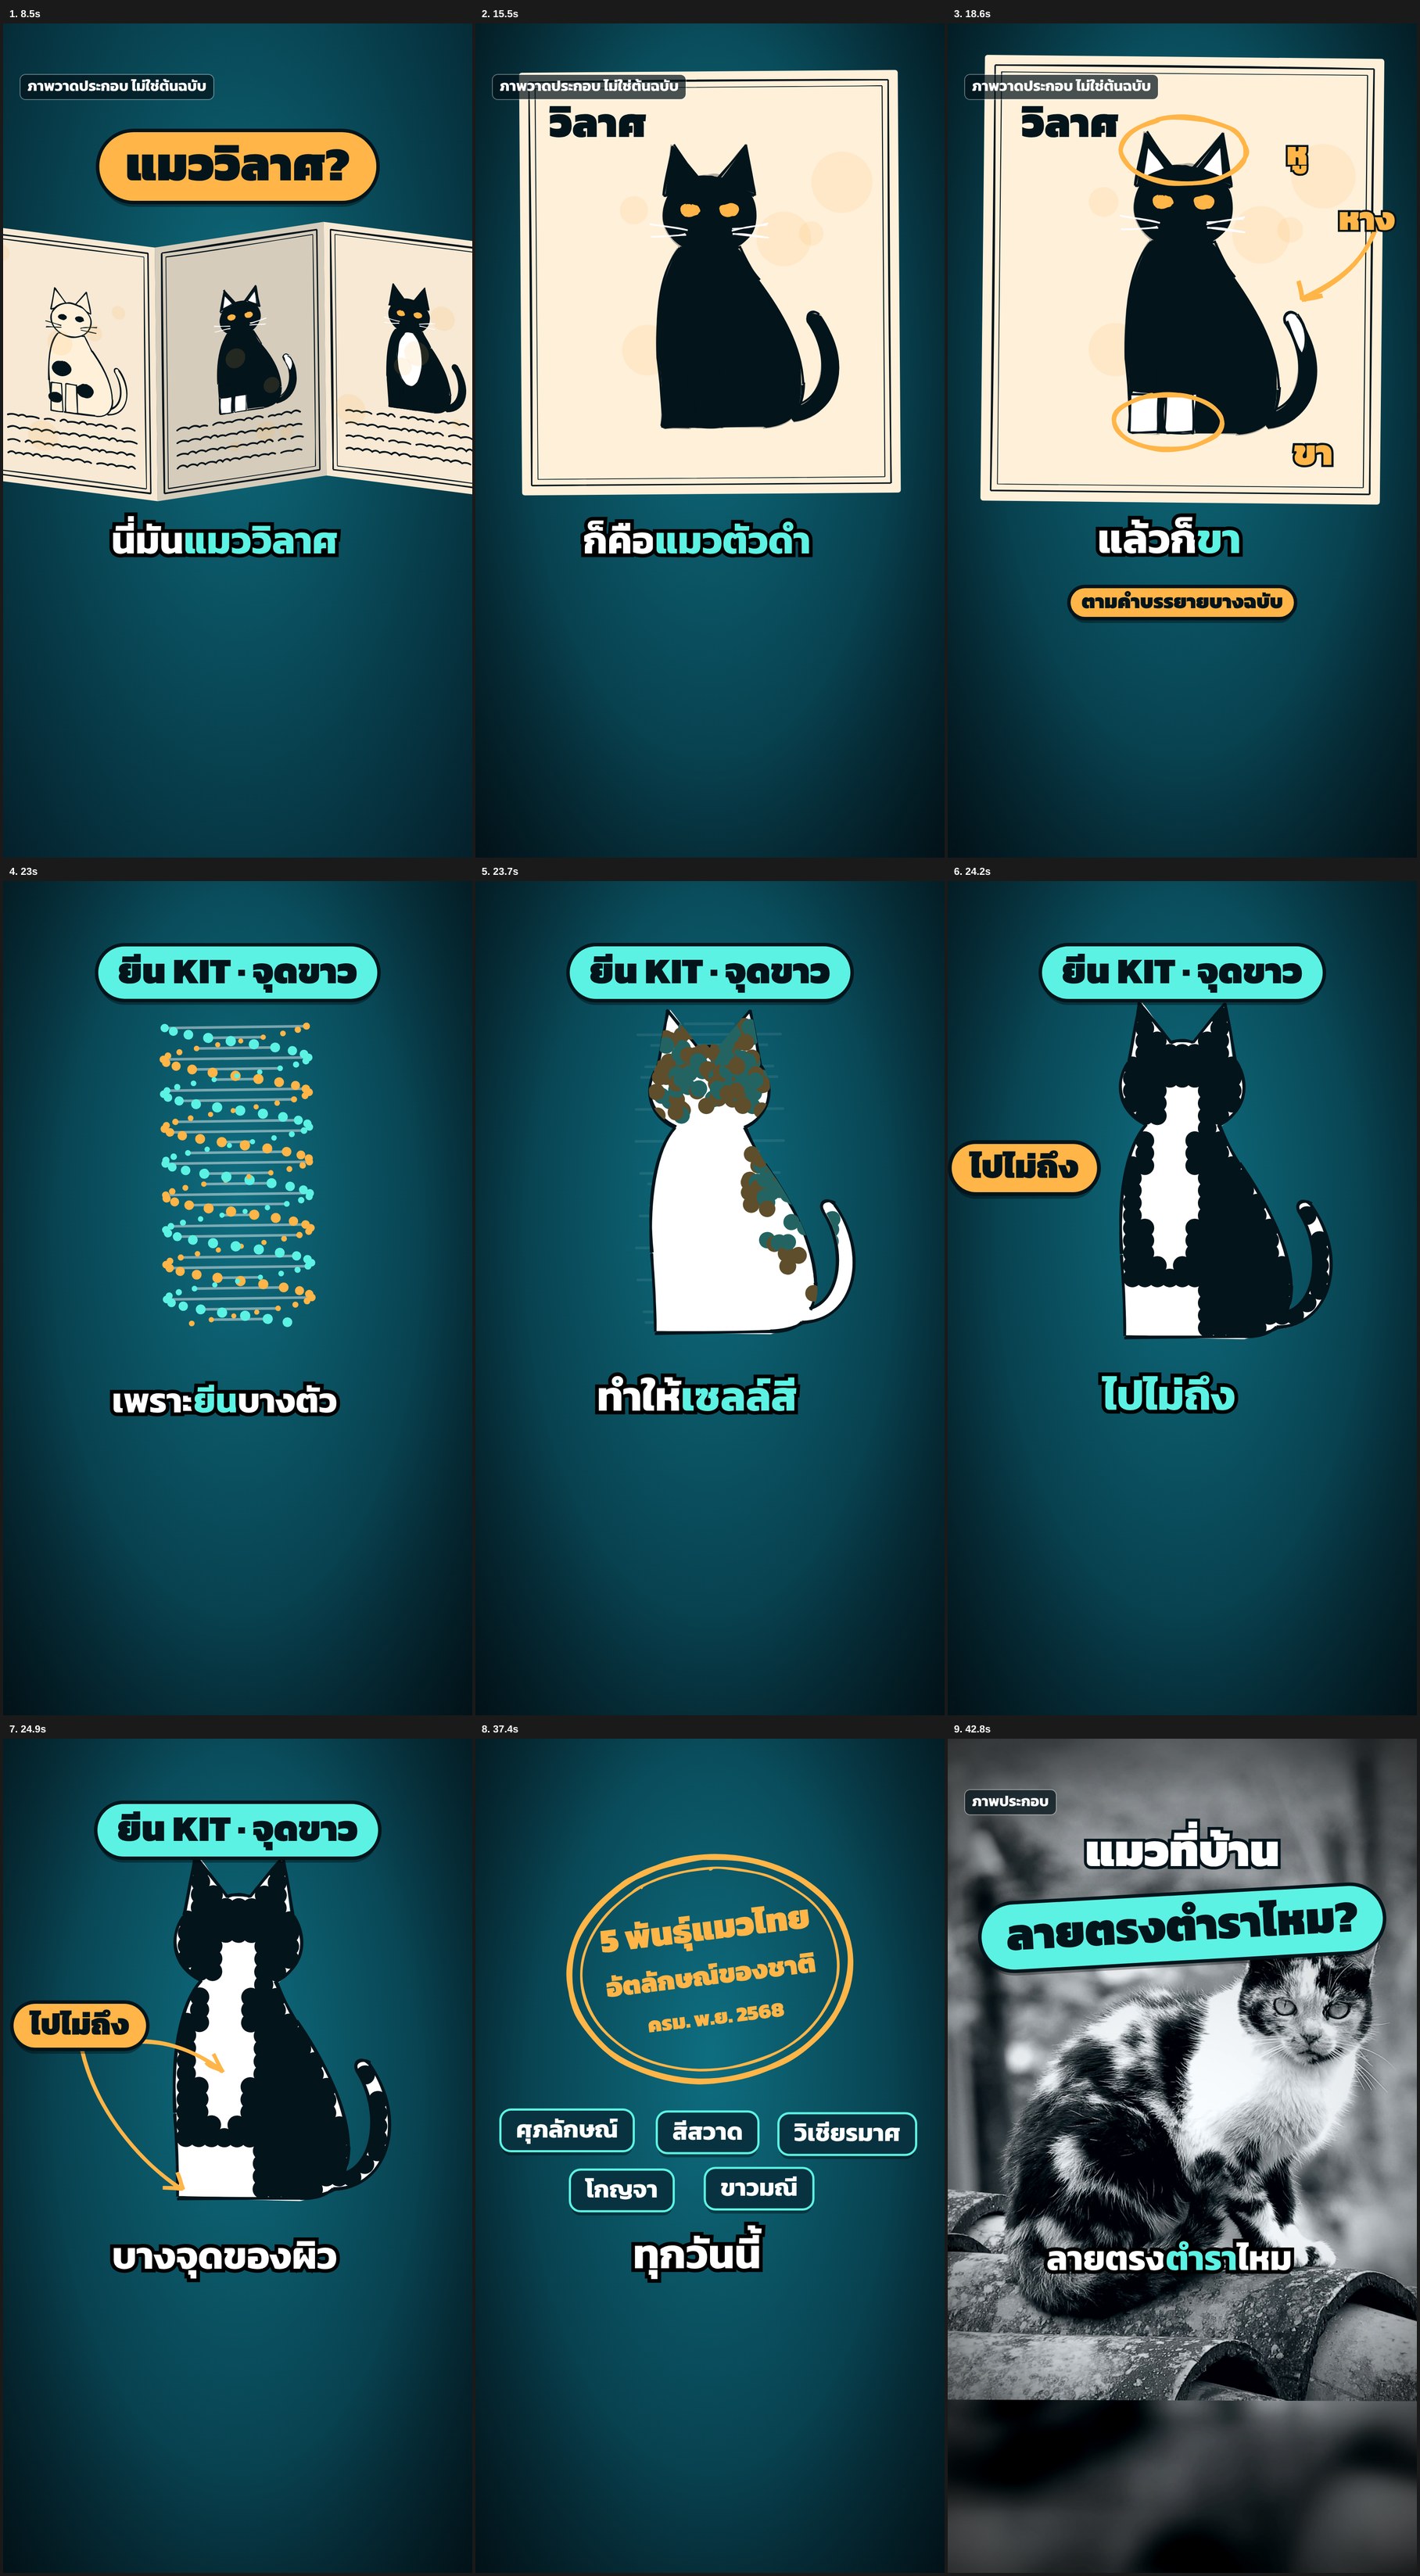 1. 8.5s
ภาพวาดประกอบ ไม่ใช่ต้นฉบับ
แมววิลาศ?
นี่มันแมววิลาศ
2. 15.5s
ภาพวาดประกอบ ไม่ใช่ต้นฉบับ
วิลาศ
ก็คือแมวตัวดำ
3. 18.6s
ภาพวาดประกอบ ไม่ใช่ต้นฉบับ
วิลาศ
หู
หาง
ขา
แล้วก็ขา
ตามคำบรรยายบางฉบับ
4. 23s
ยีน KIT · จุดขาว
เพราะยีนบางตัว
5. 23.7s
ยีน KIT · จุดขาว
ทำให้เซลล์สี
6. 24.2s
ยีน KIT · จุดขาว
ไปไม่ถึง
ไปไม่ถึง
7. 24.9s
ยีน KIT · จุดขาว
ไปไม่ถึง
บางจุดของผิว
8. 37.4s
5 พันธุ์แมวไทย
อัตลักษณ์ของชาติ
ครม. พ.ย. 2568
ศุภลักษณ์ สีสวาด วิเชียรมาศ
โกญจา ขาวมณี
ทุกวันนี้
9. 42.8s
ภาพประกอบ
แมวที่บ้าน
ลายตรงตำราไหม?
ลายตรงตำราไหม